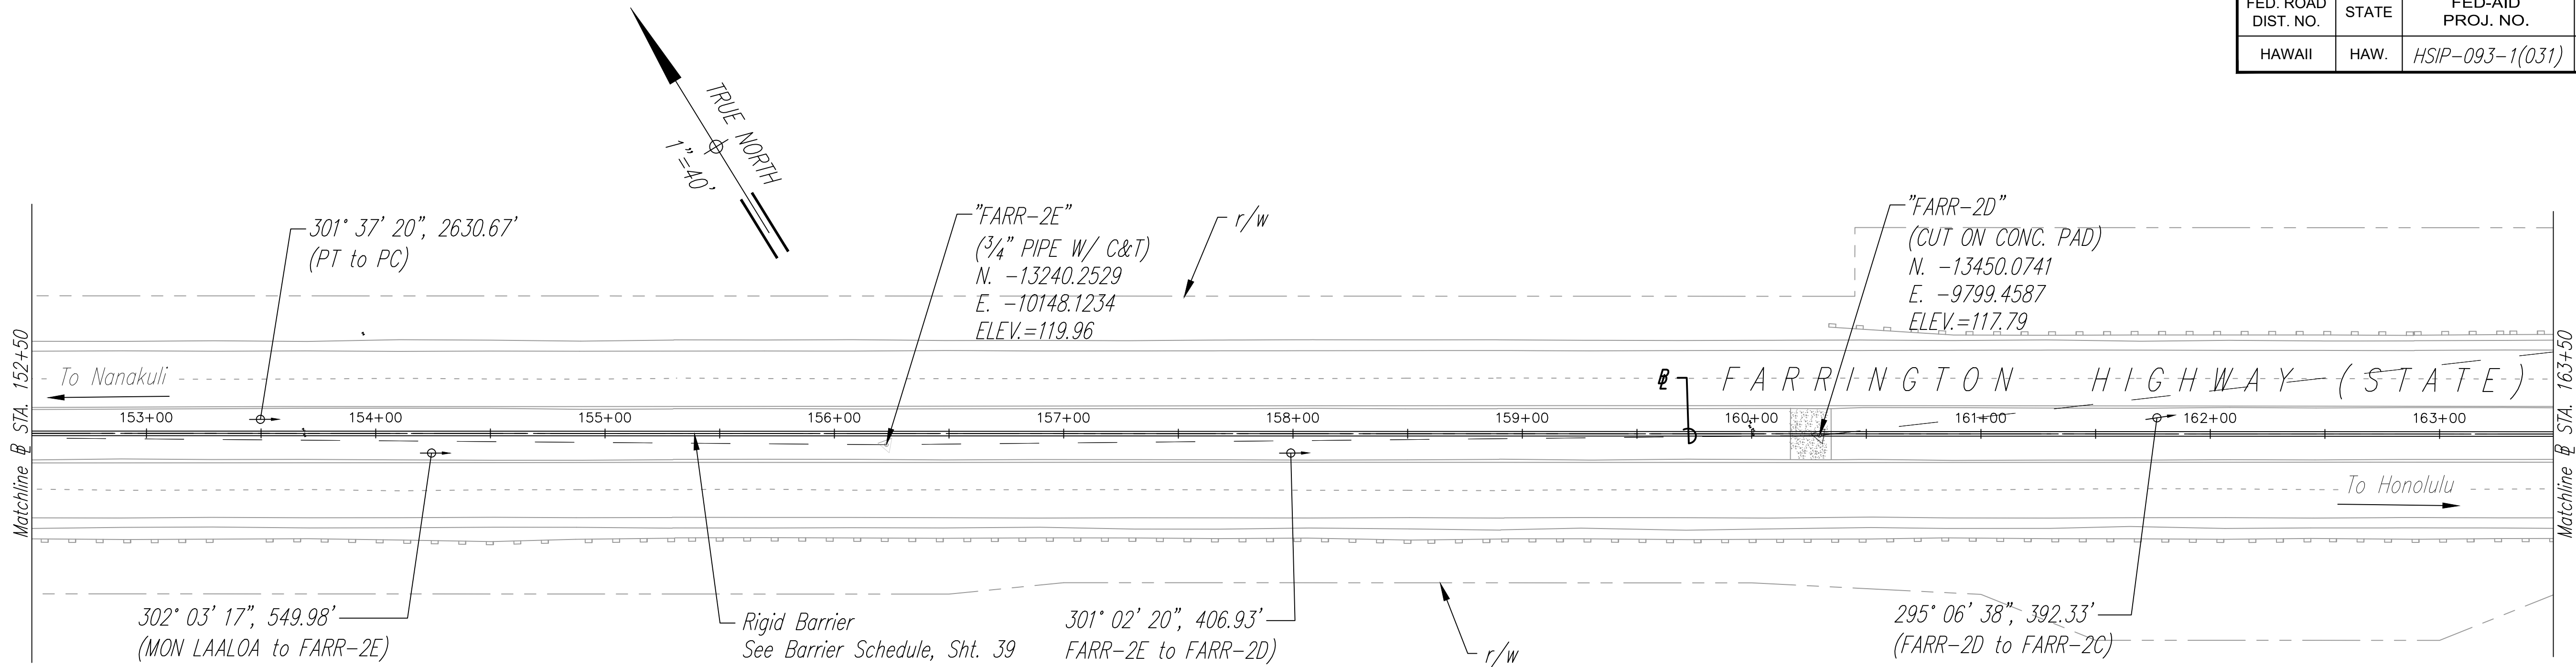 FED. ROAD DIST. NO.
STATE
FED-AID PROJ. NO.
HAWAII
HAW.
HSIP-093-1(031)
TRUE NORTH
1"=40'
301° 37' 20", 2630.67'
(PT to PC)
"FARR-2E"
(3/4" PIPE W/ C&T)
N. -13240.2529
E. -10148.1234
ELEV.=119.96
r/w
"FARR-2D"
(CUT ON CONC. PAD)
N. -13450.0741
E. -9799.4587
ELEV.=117.79
Matchline ℄ STA. 152+50
To Nanakuli
FARRINGTON HIGHWAY (STATE)
153+00
154+00
155+00
156+00
157+00
158+00
159+00
160+00
161+00
162+00
163+00
To Honolulu
Matchline ℄ STA. 163+50
302° 03' 17", 549.98'
(MON LAALOA to FARR-2E)
Rigid Barrier
See Barrier Schedule, Sht. 39
301° 02' 20", 406.93'
FARR-2E to FARR-2D)
r/w
295° 06' 38", 392.33'
(FARR-2D to FARR-2C)